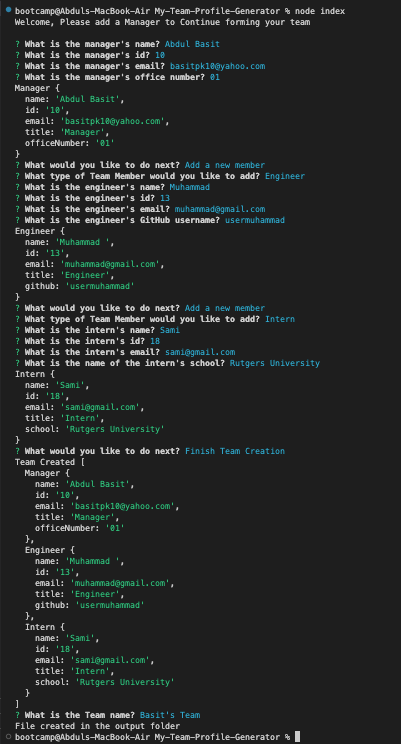 bootcamp@Abduls-MacBook-Air My-Team-Profile-Generator % node index
Welcome, Please add a Manager to Continue forming your team
? What is the manager's name? Abdul Basit
? What is the manager's id? 10
? What is the manager's email? basitpk10@yahoo.com
? What is the manager's office number? 01
Manager {
  name: 'Abdul Basit',
  id: '10',
  email: 'basitpk10@yahoo.com',
  title: 'Manager',
  officeNumber: '01'
}
? What would you like to do next? Add a new member
? What type of Team Member would you like to add? Engineer
? What is the engineer's name? Muhammad
? What is the engineer's id? 13
? What is the engineer's email? muhammad@gmail.com
? What is the engineer's GitHub username? usermuhammad
Engineer {
  name: 'Muhammad ',
  id: '13',
  email: 'muhammad@gmail.com',
  title: 'Engineer',
  github: 'usermuhammad'
}
? What would you like to do next? Add a new member
? What type of Team Member would you like to add? Intern
? What is the intern's name? Sami
? What is the intern's id? 18
? What is the intern's email? sami@gmail.com
? What is the name of the intern's school? Rutgers University
Intern {
  name: 'Sami',
  id: '18',
  email: 'sami@gmail.com',
  title: 'Intern',
  school: 'Rutgers University'
}
? What would you like to do next? Finish Team Creation
Team Created [
  Manager {
    name: 'Abdul Basit',
    id: '10',
    email: 'basitpk10@yahoo.com',
    title: 'Manager',
    officeNumber: '01'
  },
  Engineer {
    name: 'Muhammad ',
    id: '13',
    email: 'muhammad@gmail.com',
    title: 'Engineer',
    github: 'usermuhammad'
  },
  Intern {
    name: 'Sami',
    id: '18',
    email: 'sami@gmail.com',
    title: 'Intern',
    school: 'Rutgers University'
  }
]
? What is the Team name? Basit's Team
File created in the output folder
bootcamp@Abduls-MacBook-Air My-Team-Profile-Generator %